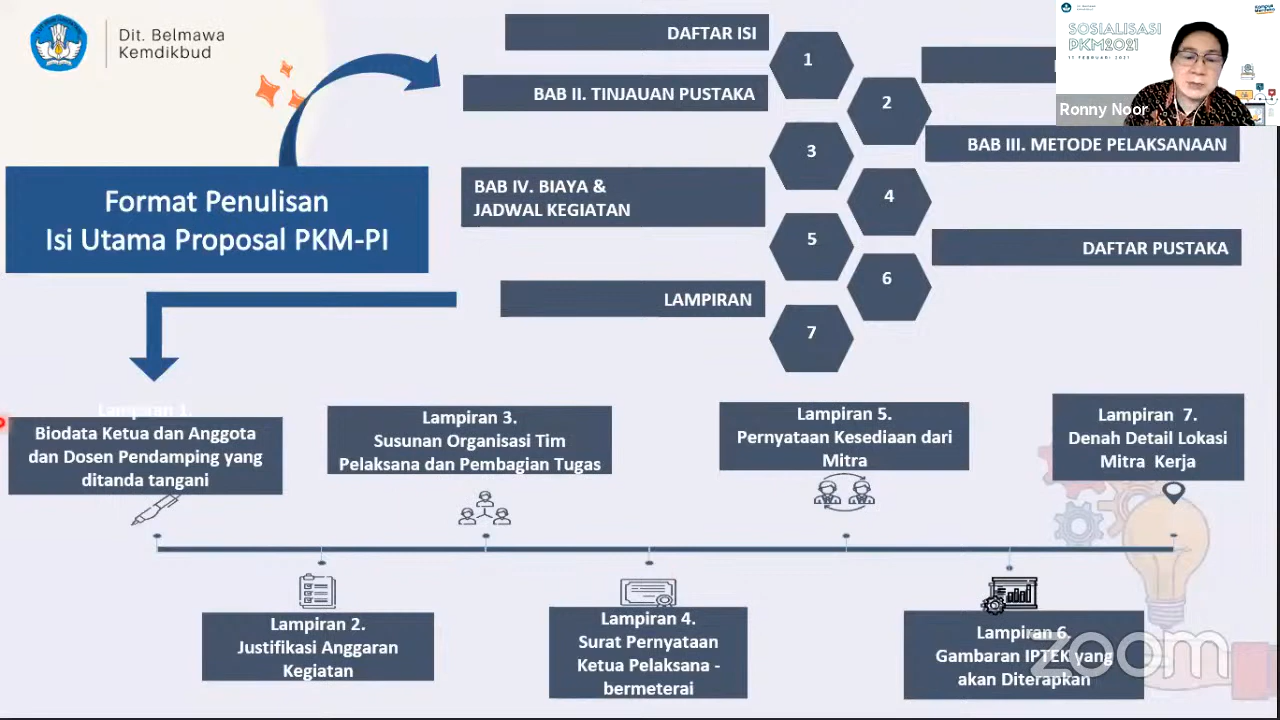 Dit. Belmawa
Kemdikbud
Format Penulisan
Isi Utama Proposal PKM-PI
DAFTAR ISI
1
2
BAB II. TINJAUAN PUSTAKA
3
BAB III. METODE PELAKSANAAN
BAB IV. BIAYA &
JADWAL KEGIATAN
4
5
DAFTAR PUSTAKA
6
LAMPIRAN
7
SOSIALISASI
PKM2021
11 FEBRUARI 2021
Ronny Noor
Lampiran 1.
Biodata Ketua dan Anggota
dan Dosen Pendamping yang
ditanda tangani
Lampiran 3.
Susunan Organisasi Tim
Pelaksana dan Pembagian Tugas
Lampiran 5.
Pernyataan Kesediaan dari
Mitra
Lampiran 7.
Denah Detail Lokasi
Mitra Kerja
Lampiran 2.
Justifikasi Anggaran
Kegiatan
Lampiran 4.
Surat Pernyataan
Ketua Pelaksana -
bermeterai
Lampiran 6.
Gambaran IPTEK yang
akan Diterapkan
zoom